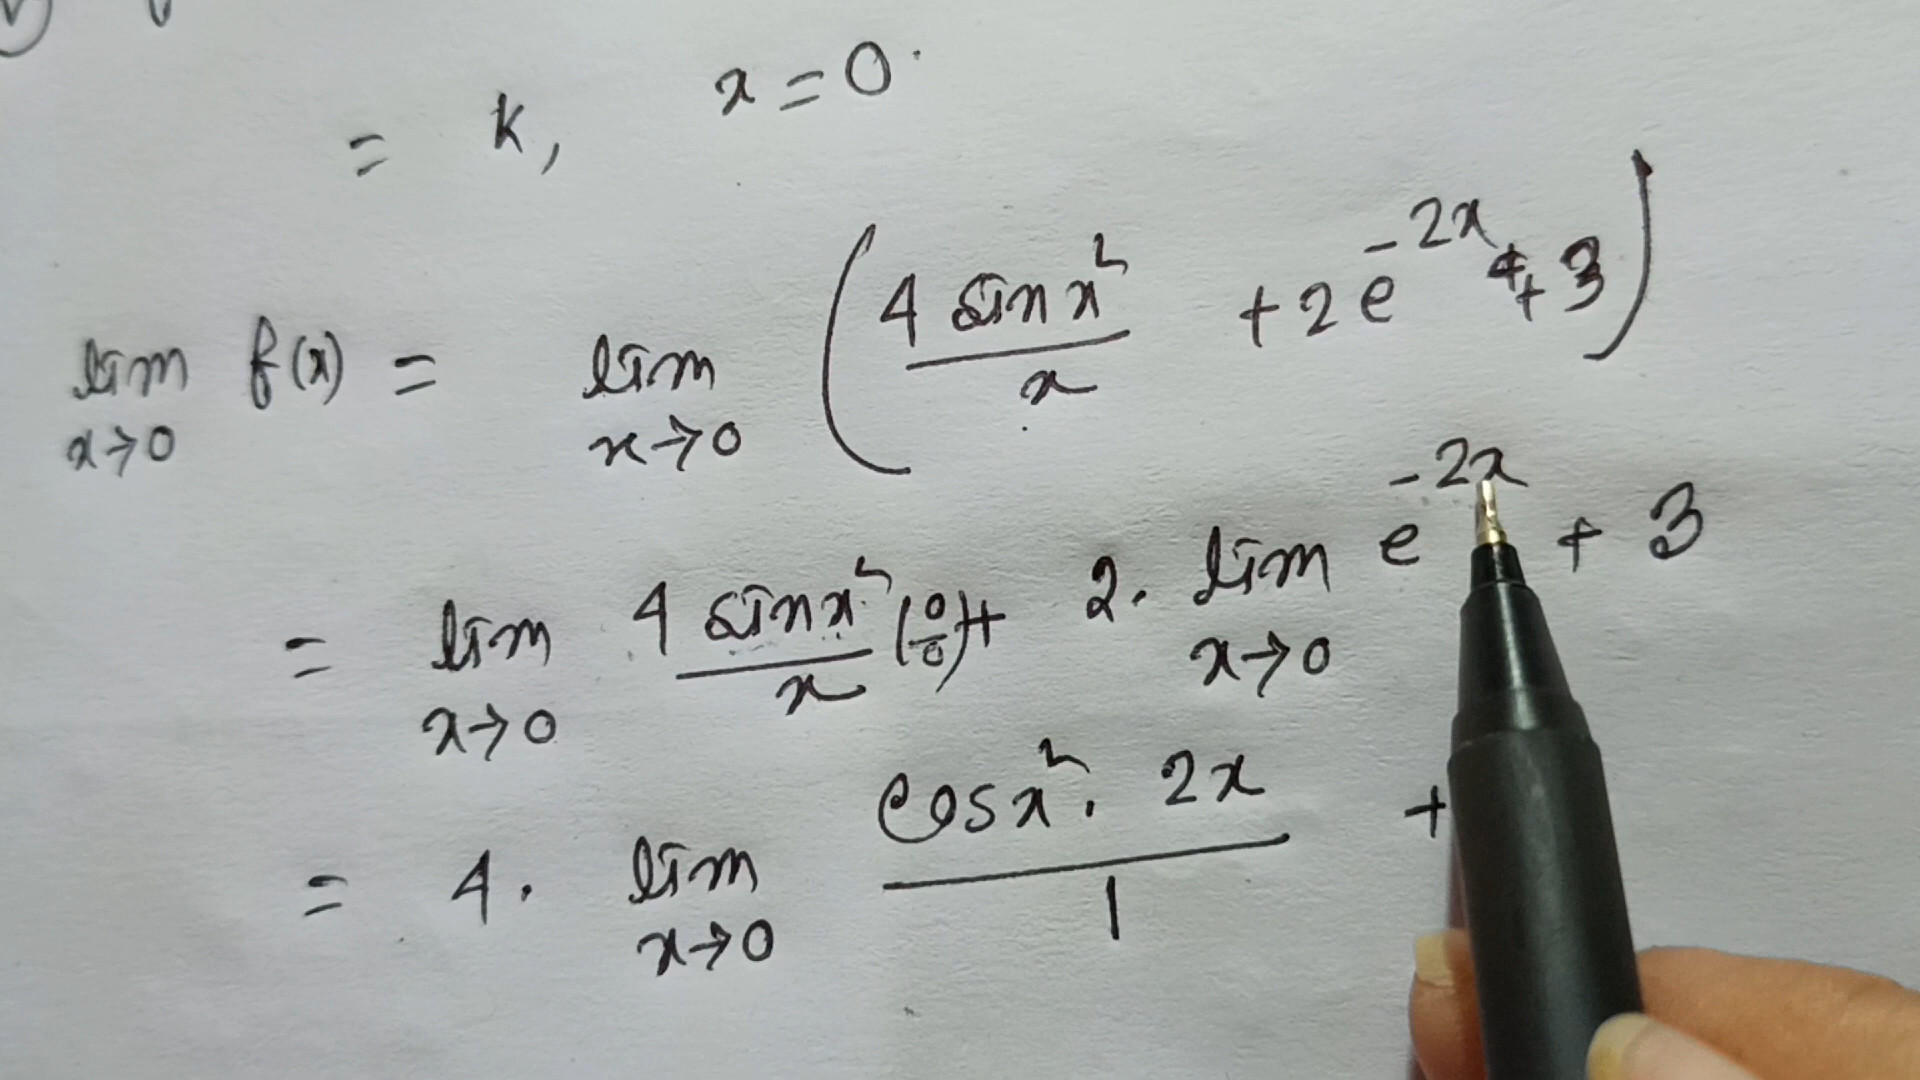 = k, x = 0.
lim x→0 f(x) = lim x→0 (4 sin x² / x + 2e^-2x + 3)
= lim x→0 4 sin x² / x (0/0) + 2. lim x→0 e^-2x + 3
= 4. lim x→0 cos x². 2x / 1 +